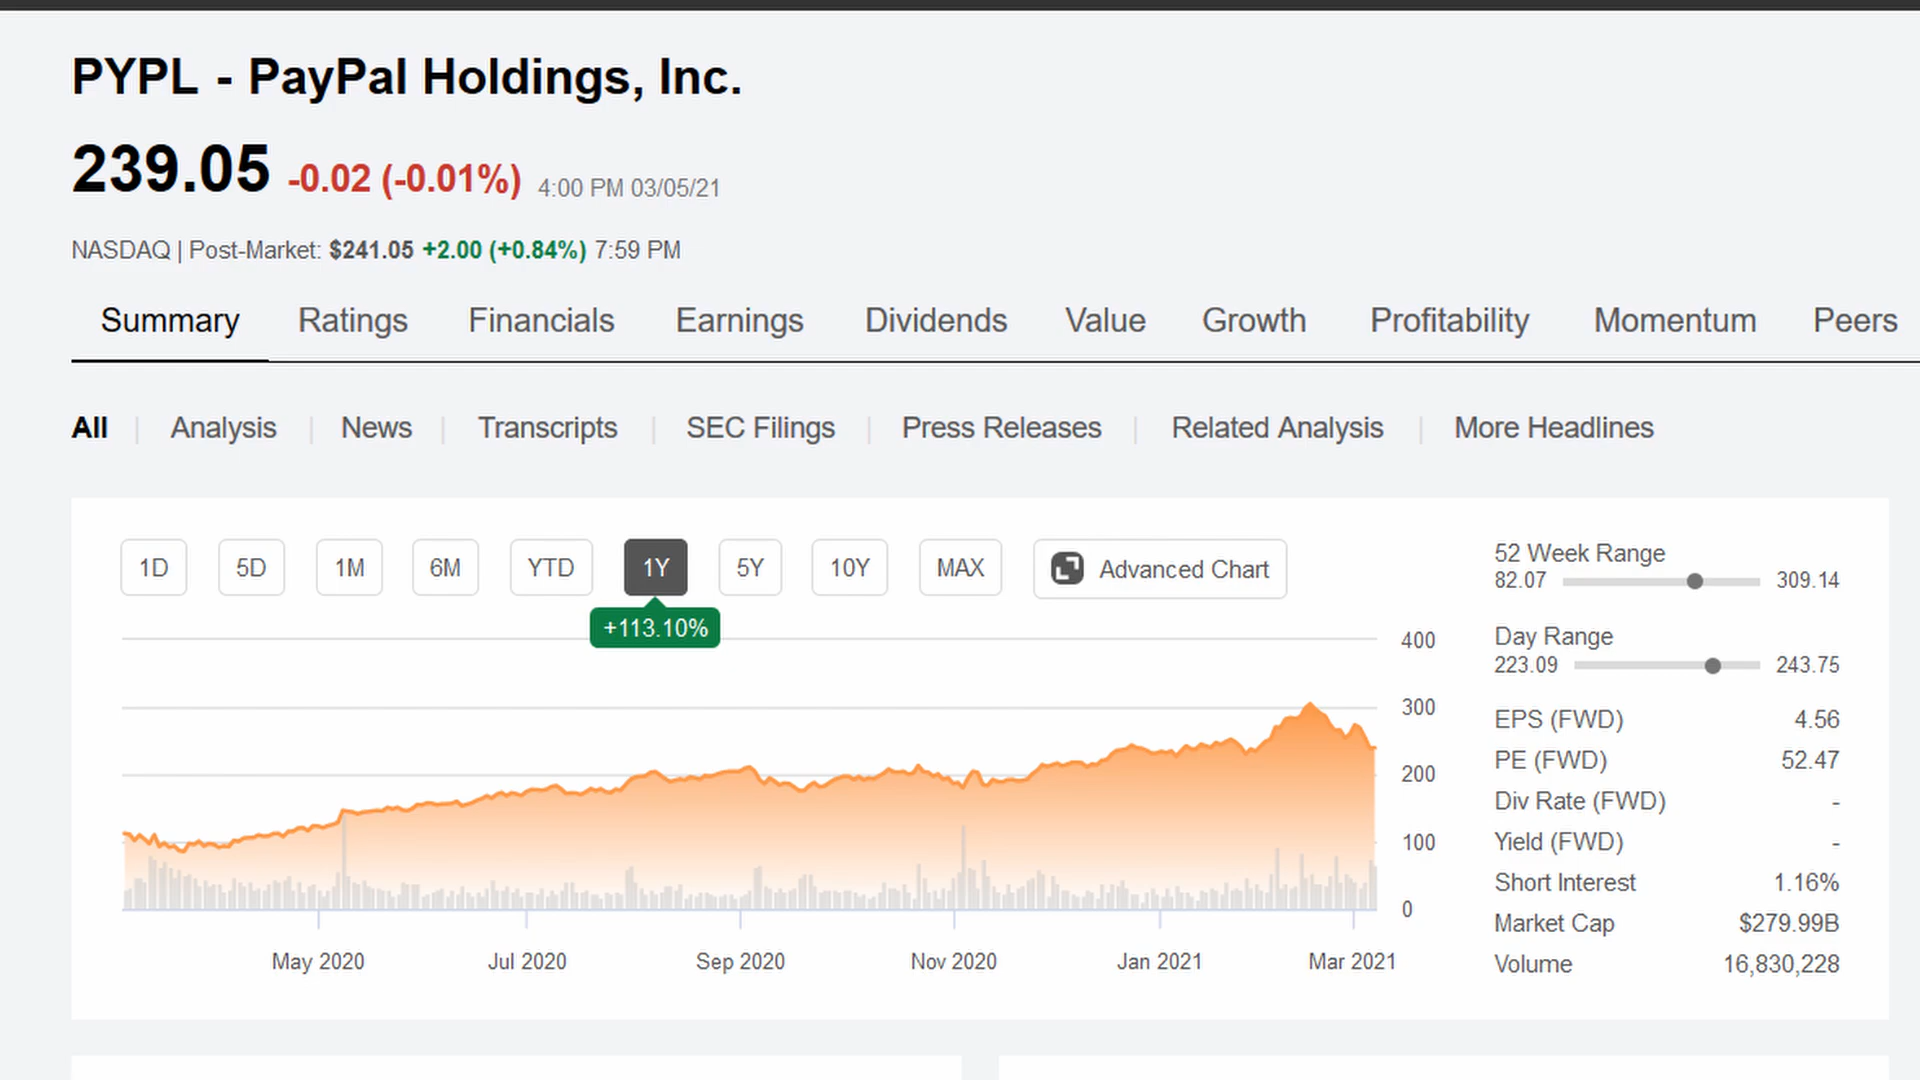 PYPL - PayPal Holdings, Inc.
239.05 -0.02 (-0.01%) 4:00 PM 03/05/21
NASDAQ | Post-Market: $241.05 +2.00 (+0.84%) 7:59 PM
Summary Ratings Financials Earnings Dividends Value Growth Profitability Momentum Peers
All | Analysis | News | Transcripts | SEC Filings | Press Releases | Related Analysis | More Headlines
1D 5D 1M 6M YTD 1Y 5Y 10Y MAX Advanced Chart
+113.10%
400
300
200
100
0
May 2020 Jul 2020 Sep 2020 Nov 2020 Jan 2021 Mar 2021
52 Week Range
82.07 309.14
Day Range
223.09 243.75
EPS (FWD) 4.56
PE (FWD) 52.47
Div Rate (FWD) -
Yield (FWD) -
Short Interest 1.16%
Market Cap $279.99B
Volume 16,830,228